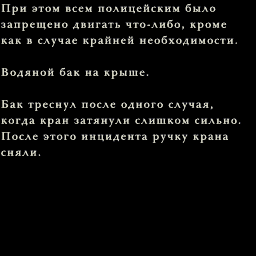 При этом всем полицейским было
запрещено двигать что-либо, кроме
как в случае крайней необходимости.
Водяной бак на крыше.
Бак треснул после одного случая,
когда кран затянули слишком сильно.
После этого инцидента ручку крана
сняли.